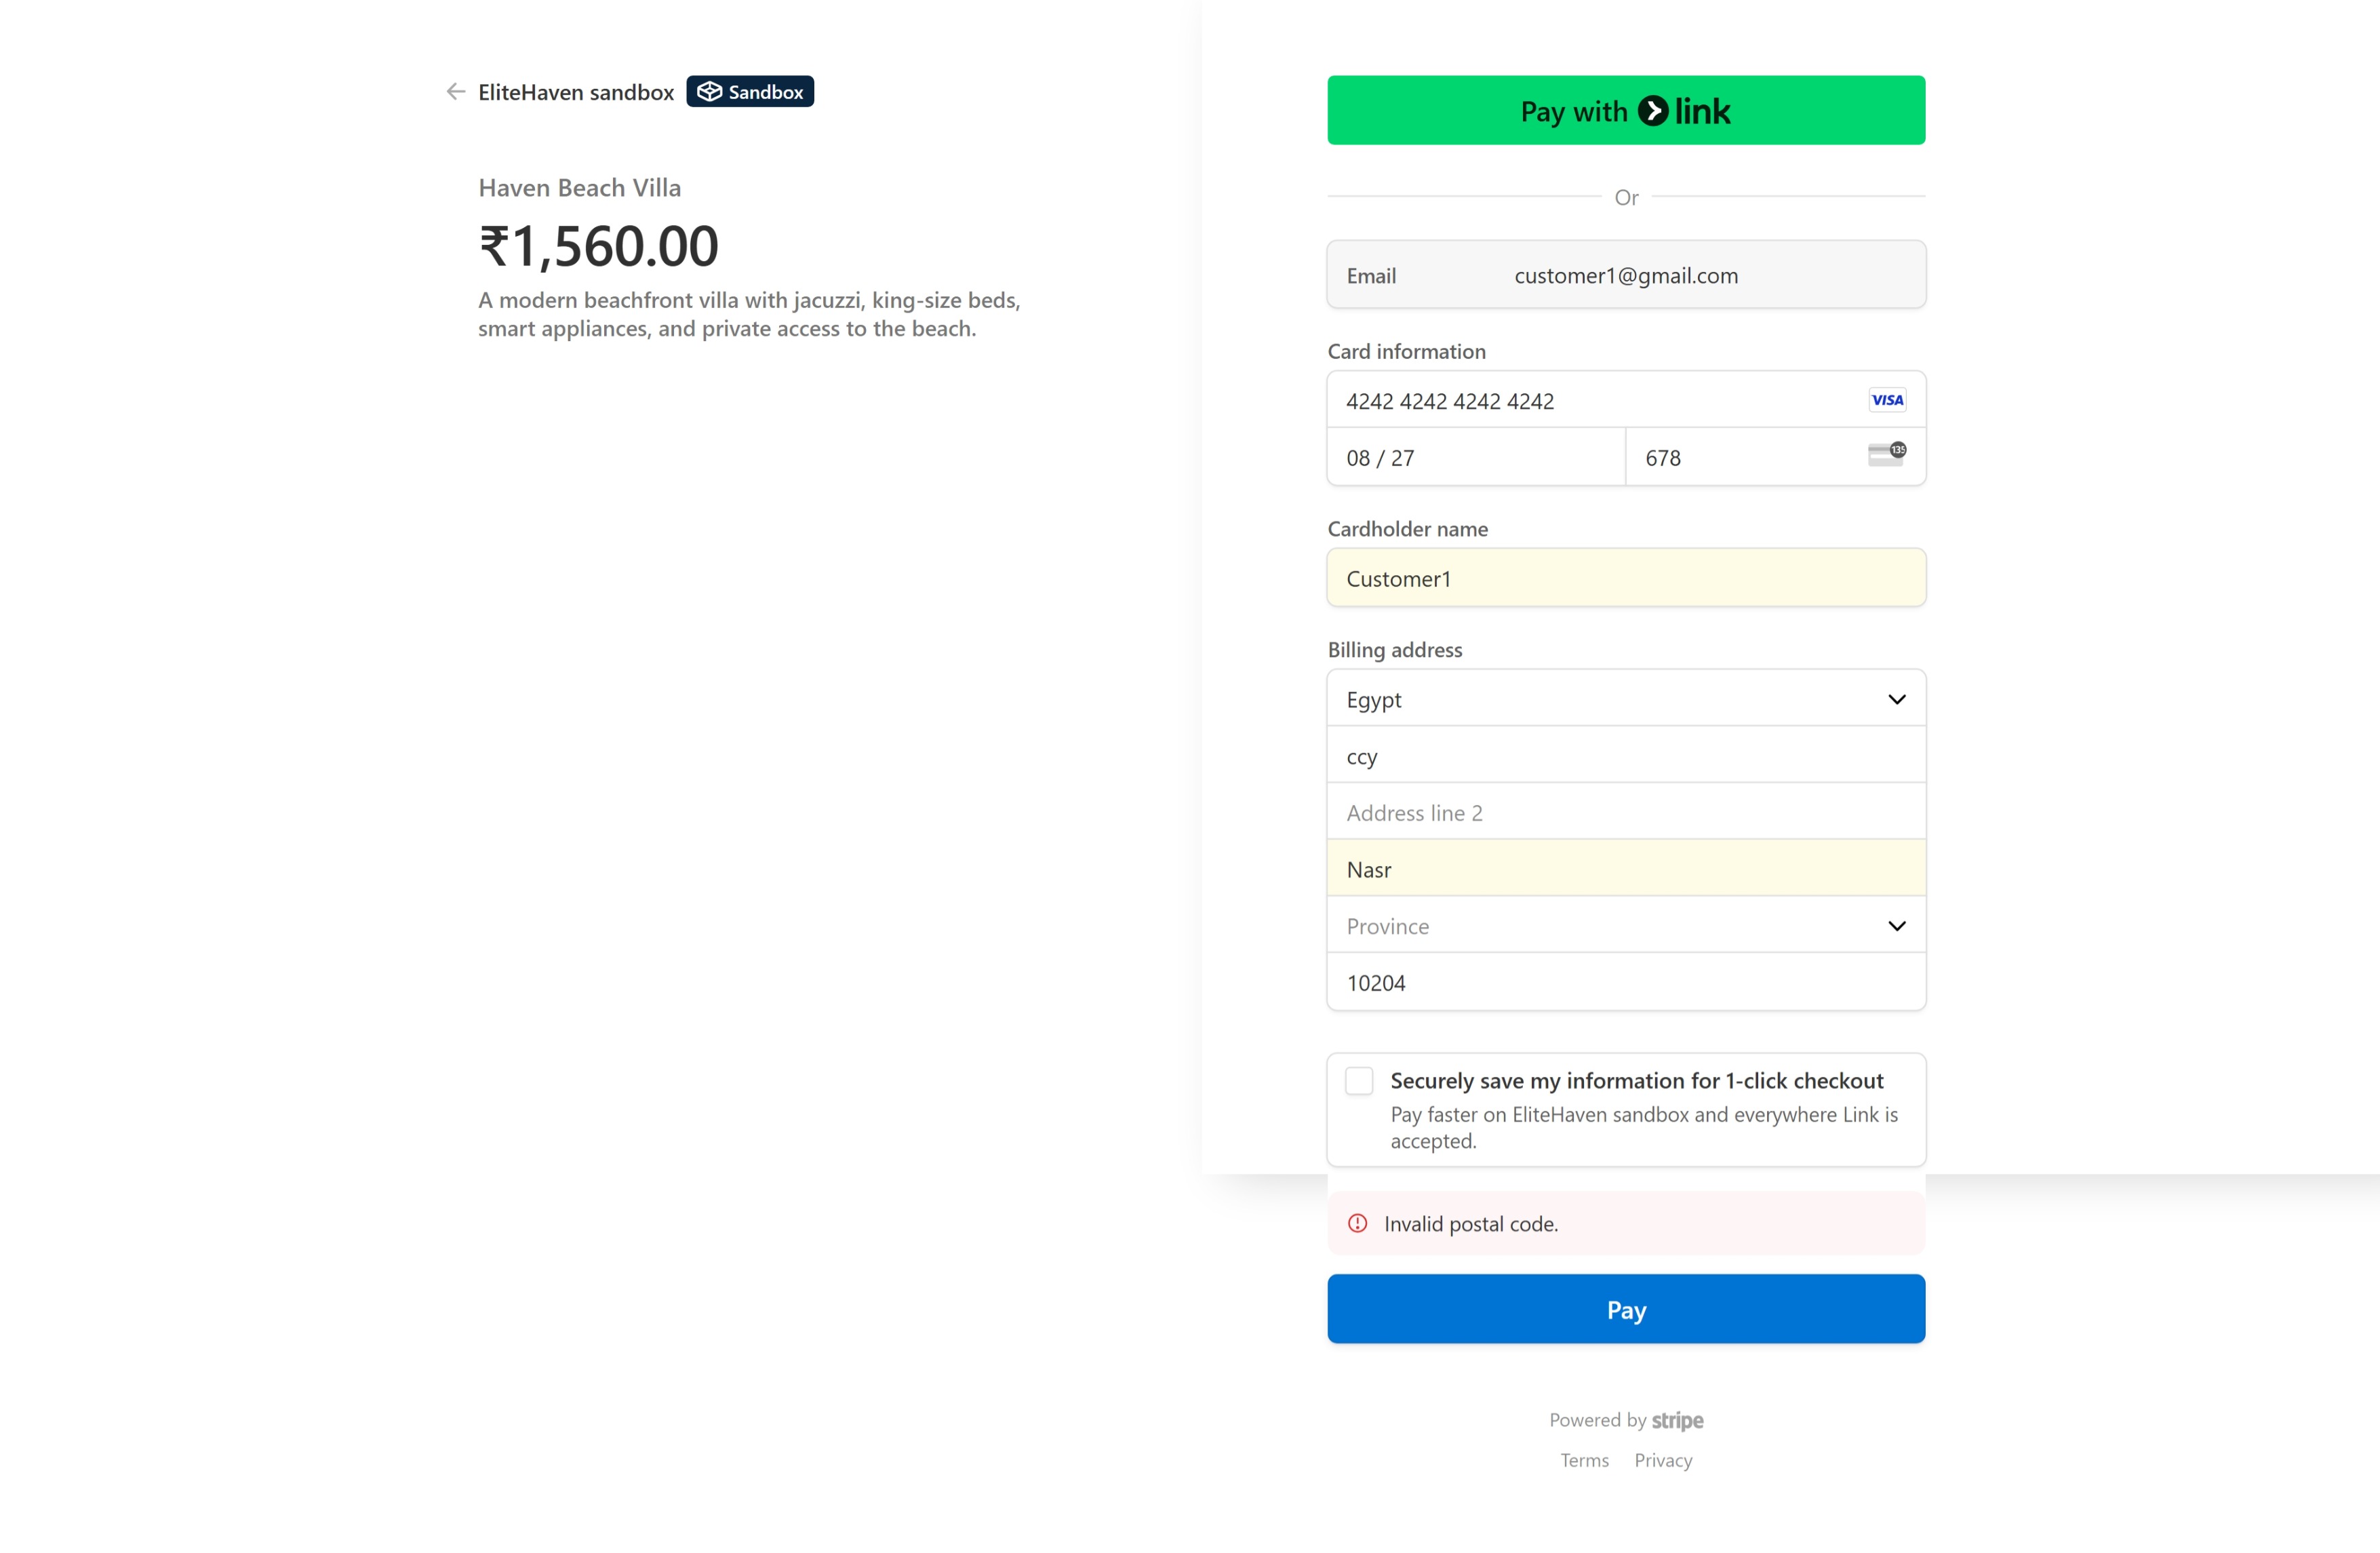 EliteHaven sandbox Sandbox
Haven Beach Villa
₹1,560.00
A modern beachfront villa with jacuzzi, king-size beds,
smart appliances, and private access to the beach.
Pay with link
Or
Email customer1@gmail.com
Card information
4242 4242 4242 4242 VISA
08 / 27 678 135
Cardholder name
Customer1
Billing address
Egypt
ccy
Address line 2
Nasr
Province
10204
Securely save my information for 1-click checkout
Pay faster on EliteHaven sandbox and everywhere Link is
accepted.
Invalid postal code.
Pay
Powered by stripe
Terms Privacy